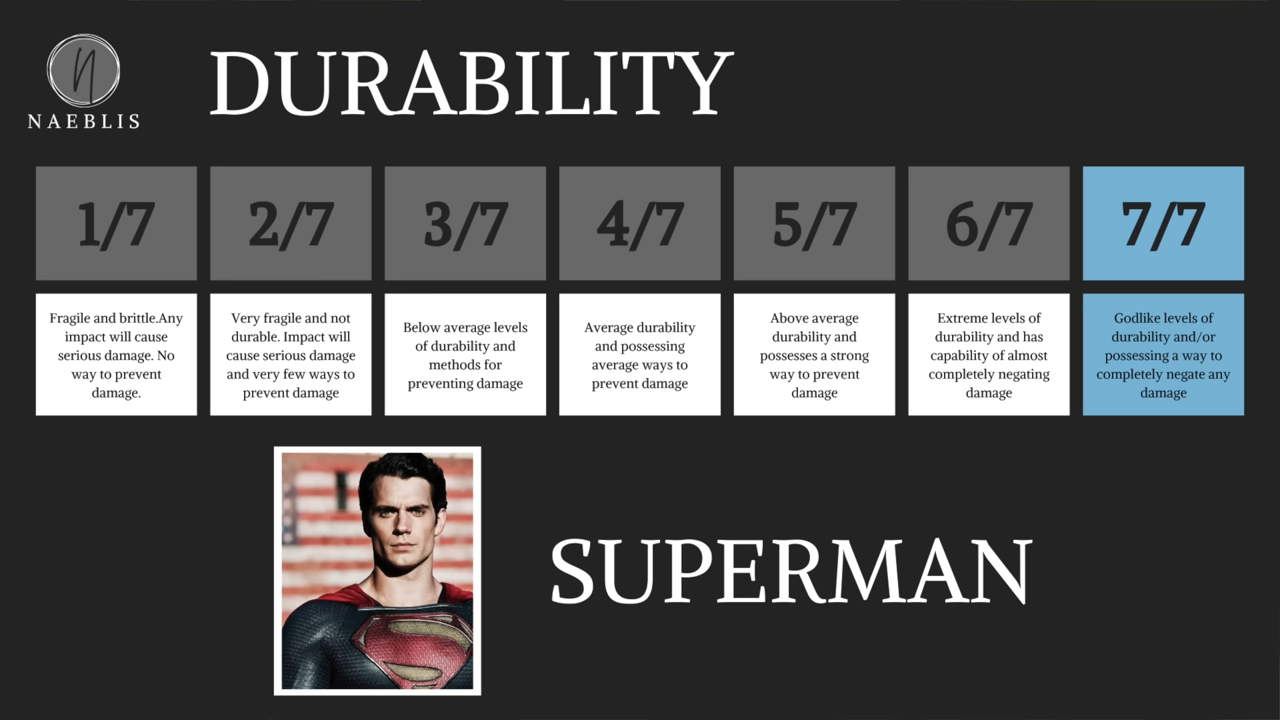 n
NAEBLIS
DURABILITY
1/7
2/7
3/7
4/7
5/7
6/7
7/7
Fragile and brittle.Any
impact will cause
serious damage. No
way to prevent
damage.
Very fragile and not
durable. Impact will
cause serious damage
and very few ways to
prevent damage
Below average levels
of durability and
methods for
preventing damage
Average durability
and possessing
average ways to
prevent damage
Above average
durability and
possesses a strong
way to prevent
damage
Extreme levels of
durability and has
capability of almost
completely negating
damage
Godlike levels of
durability and/or
possessing a way to
completely negate any
damage
SUPERMAN